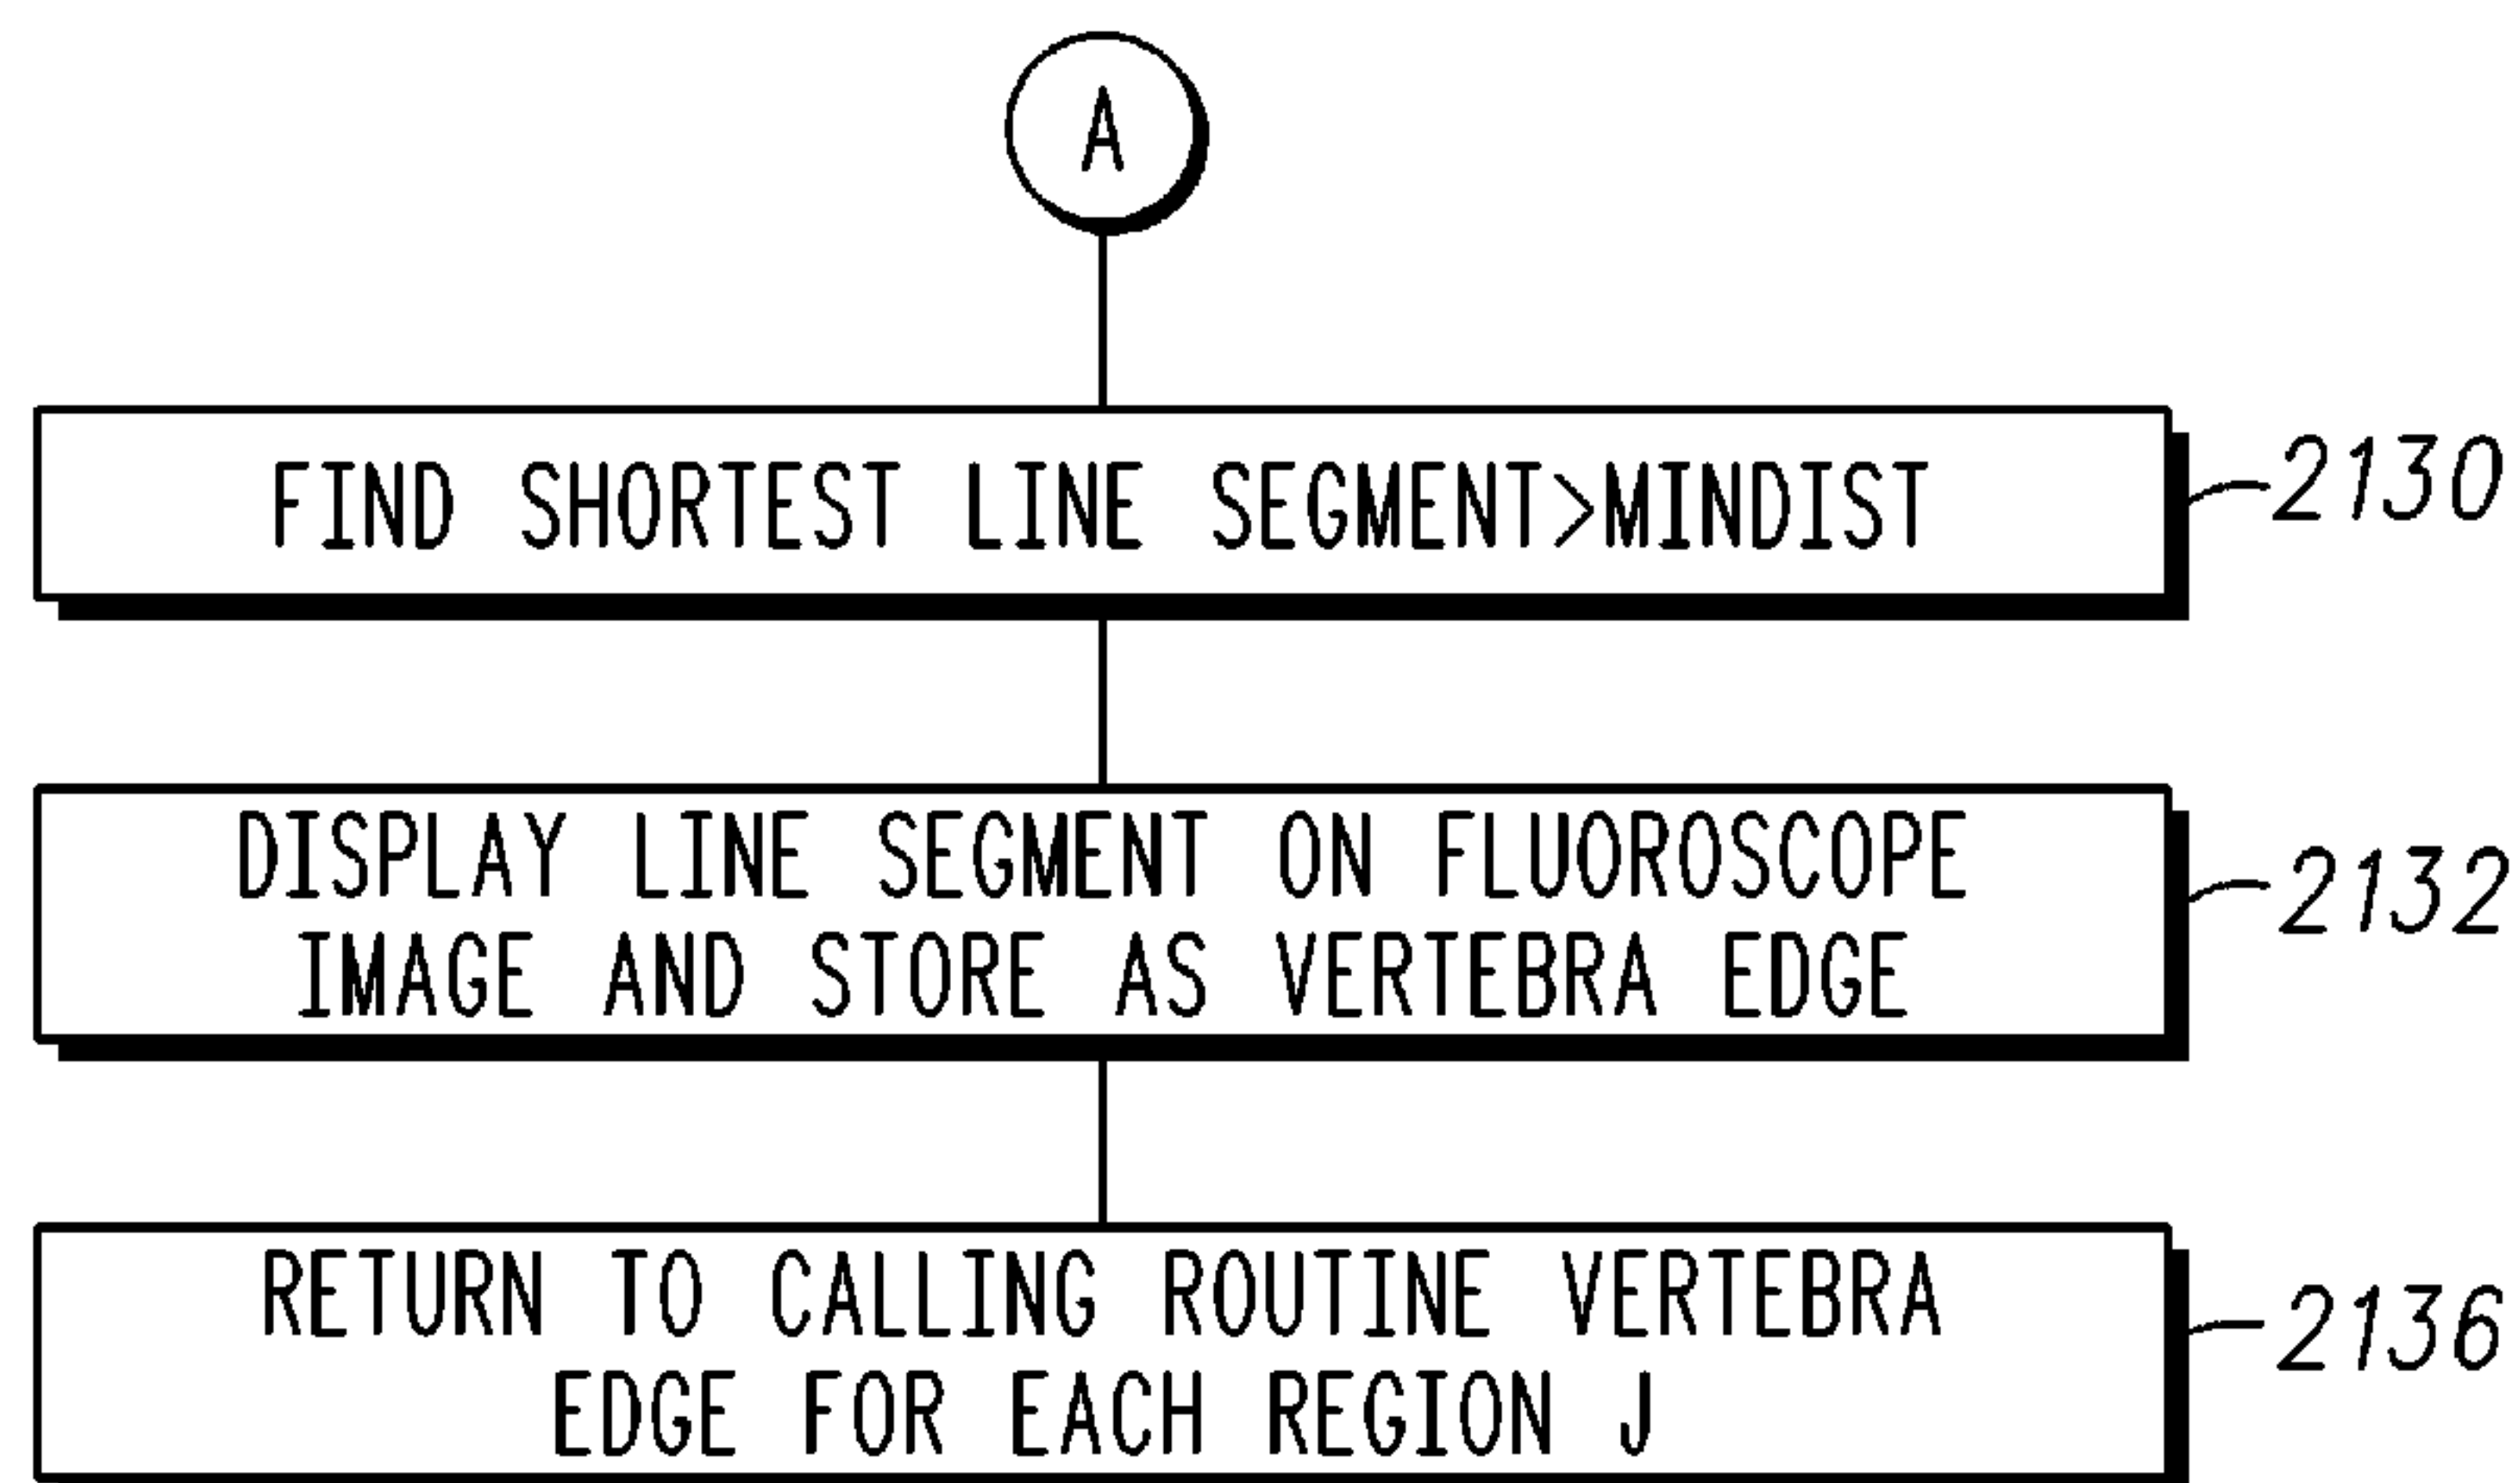 A
FIND SHORTEST LINE SEGMENT>MINDIST
2130
DISPLAY LINE SEGMENT ON FLUOROSCOPE
IMAGE AND STORE AS VERTEBRA EDGE
2132
RETURN TO CALLING ROUTINE VERTEBRA
EDGE FOR EACH REGION J
2136